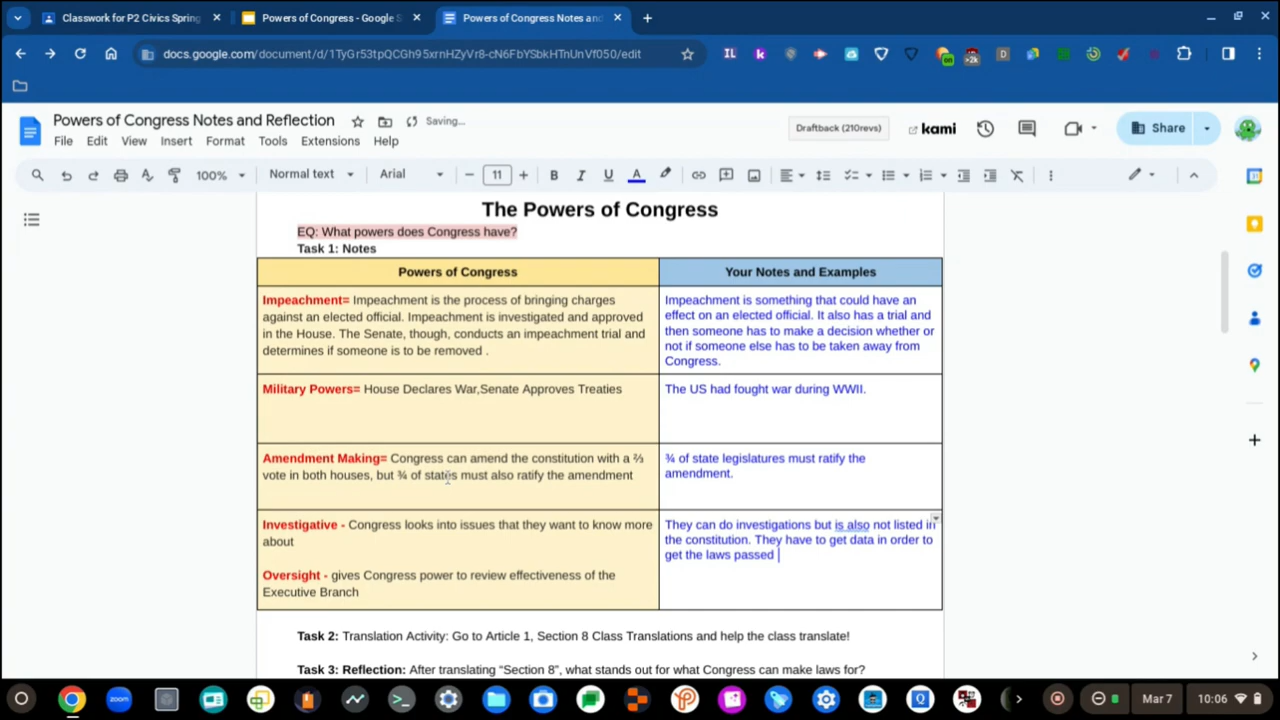 Classwork for P2 Civics Spring
Powers of Congress - Google S
Powers of Congress Notes and
docs.google.com/document/d/1TyGr53tpQCGh95xrnHZyVr8-cN6FbYSbkHTnUnVf050/edit
Powers of Congress Notes and Reflection
Saving...
File Edit View Insert Format Tools Extensions Help
Draftback (210revs)
kami
Share
100%
Normal text
Arial
11
The Powers of Congress
EQ: What powers does Congress have?
Task 1: Notes
Powers of Congress
Your Notes and Examples
Impeachment= Impeachment is the process of bringing charges
against an elected official. Impeachment is investigated and approved
in the House. The Senate, though, conducts an impeachment trial and
determines if someone is to be removed .
Impeachment is something that could have an
effect on an elected official. It also has a trial and
then someone has to make a decision whether or
not if someone else has to be taken away from
Congress.
Military Powers= House Declares War,Senate Approves Treaties
The US had fought war during WWII.
Amendment Making= Congress can amend the constitution with a ⅔
vote in both houses, but ¾ of states must also ratify the amendment
¾ of state legislatures must ratify the
amendment.
Investigative - Congress looks into issues that they want to know more
about
Oversight - gives Congress power to review effectiveness of the
Executive Branch
They can do investigations but is also not listed in
the constitution. They have to get data in order to
get the laws passed
Task 2: Translation Activity: Go to Article 1, Section 8 Class Translations and help the class translate!
Task 3: Reflection: After translating “Section 8”, what stands out for what Congress can make laws for?
zoom
Mar 7
10:06